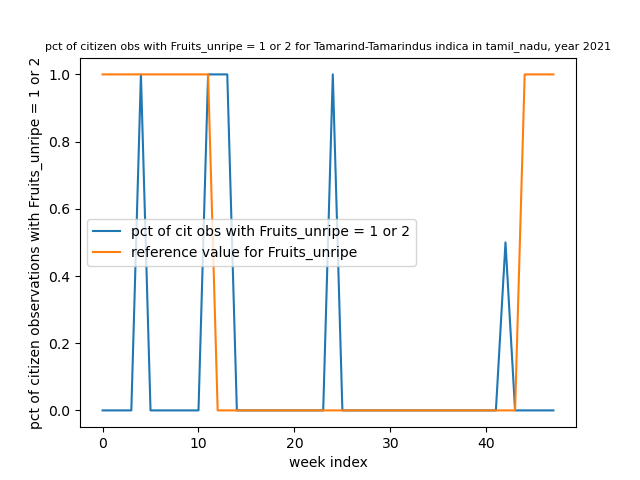 pct of citizen obs with Fruits_unripe = 1 or 2 for Tamarind-Tamarindus indica in tamil_nadu, year 2021
pct of citizen observations with Fruits_unripe = 1 or 2
1.0
0.8
0.6
0.4
0.2
0.0
pct of cit obs with Fruits_unripe = 1 or 2
reference value for Fruits_unripe
0 10 20 30 40
week index